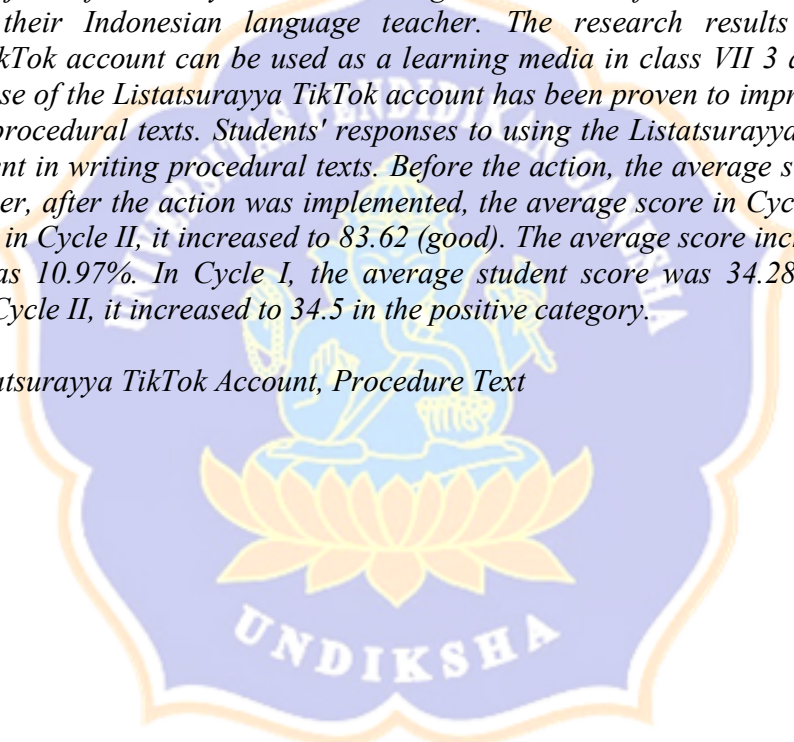 their Indonesian language teacher. The research results
kTok account can be used as a learning media in class VII 3
se of the Listatsurayya TikTok account has been proven to impr
procedural texts. Students' responses to using the Listatsurayya
nt in writing procedural texts. Before the action, the average s
er, after the action was implemented, the average score in Cyc
in Cycle II, it increased to 83.62 (good). The average score incl
as 10.97%. In Cycle I, the average student score was 34.28
Cycle II, it increased to 34.5 in the positive category.
atsurayya TikTok Account, Procedure Text
UNIVERSITAS PENDIDIKAN GANESHA
UNDIKSHA